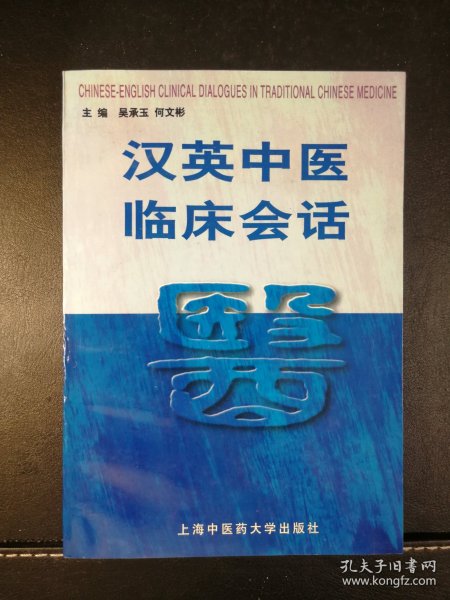 CHINESE-ENGLISH CLINICAL DIALOGUES IN TRADITIONAL CHINESE MEDICINE
主 编 吴承玉 何文彬
汉英中医
临床会话
醫
上海中医药大学出版社
孔夫子旧书网
www.kongfz.com